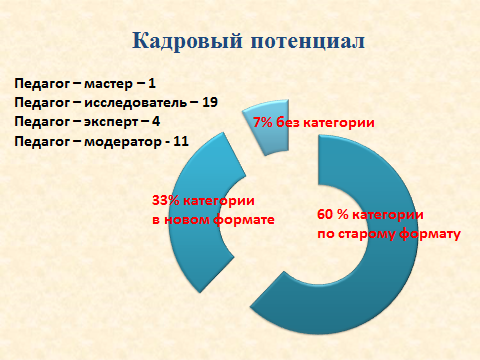 Кадровый потенциал
Педагог – мастер – 1
Педагог – исследователь – 19
Педагог – эксперт – 4
Педагог – модератор - 11
7% без категории
33% категории
в новом формате
60 % категории
по старому формату